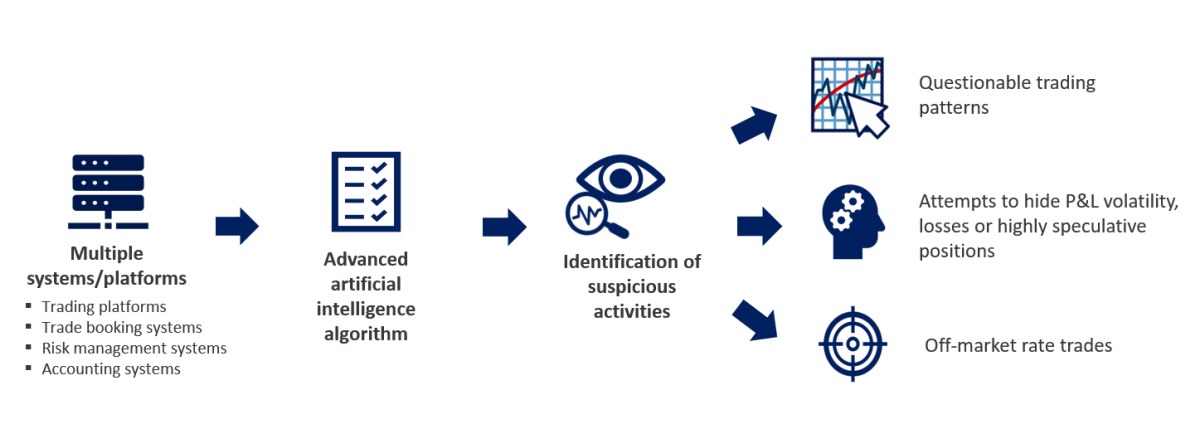 Multiple
systems/platforms
▪ Trading platforms
▪ Trade booking systems
▪ Risk management systems
▪ Accounting systems
Advanced
artificial
intelligence
algorithm
Identification of
suspicious
activities
Questionable trading
patterns
Attempts to hide P&L volatility,
losses or highly speculative
positions
Off-market rate trades